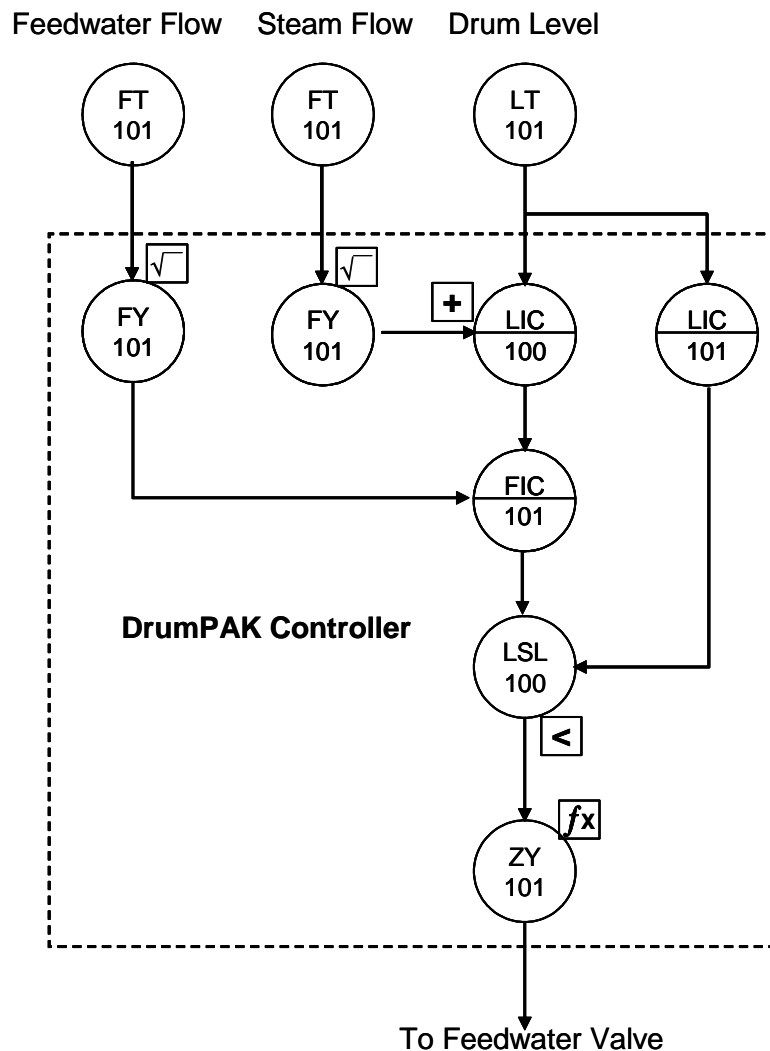 Feedwater Flow Steam Flow Drum Level
FT
101
FT
101
LT
101
√
√
FY
101
FY
101
+
LIC
100
LIC
101
FIC
101
DrumPAK Controller
LSL
100
<
ZY
101
ƒx
To Feedwater Valve